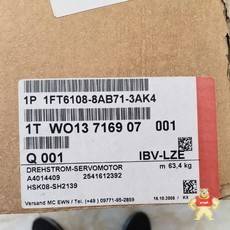 1P 1FT6108-8AB71-3AK4
1T WO13 7169 07 001
Q 001 IBV-LZE
DREHSTROM-SERVOMOTOR m 63,4 kg
A4014409 2541612392
HSK08-SH2139
Versand MC EWN / Tel. (+49) 09771-95-2859 16.10.2008 / KX